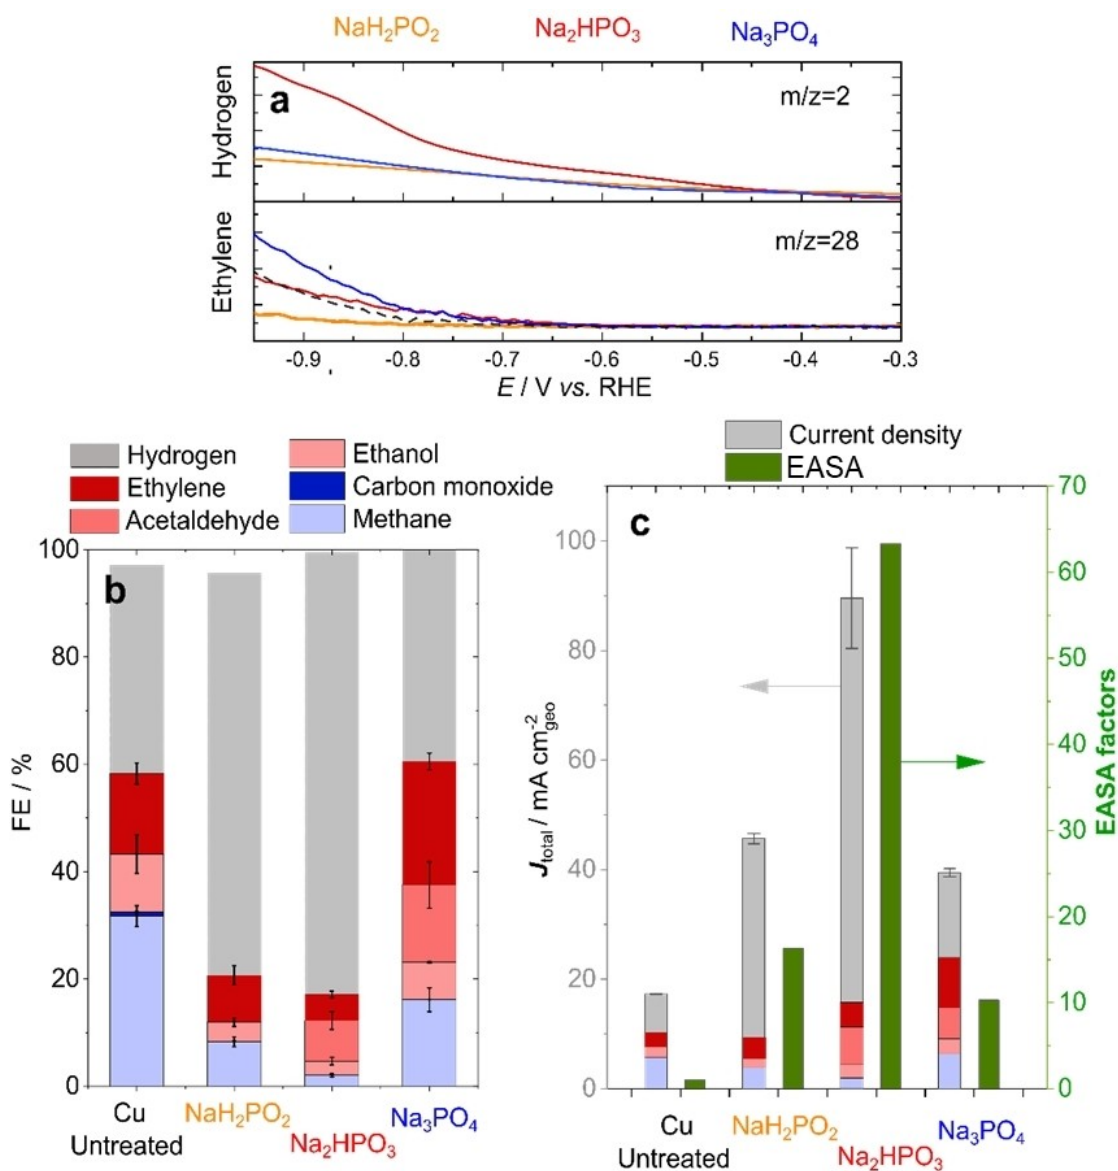 NaH₂PO₂ Na₂HPO₃ Na₃PO₄
a
Hydrogen
m/z=2
Ethylene
m/z=28
-0.9 -0.8 -0.7 -0.6 -0.5 -0.4 -0.3
E / V vs. RHE
Hydrogen Ethanol
Ethylene Carbon monoxide
Acetaldehyde Methane
b
FE / %
100
80
60
40
20
0
Cu Untreated
NaH₂PO₂
Na₂HPO₃
Na₃PO₄
Current density
EASA
c
J_total / mA cm⁻²_geo
100
80
60
40
20
0
EASA factors
70
60
50
40
30
20
10
0
Cu
Untreated
NaH₂PO₂
Na₂HPO₃
Na₃PO₄